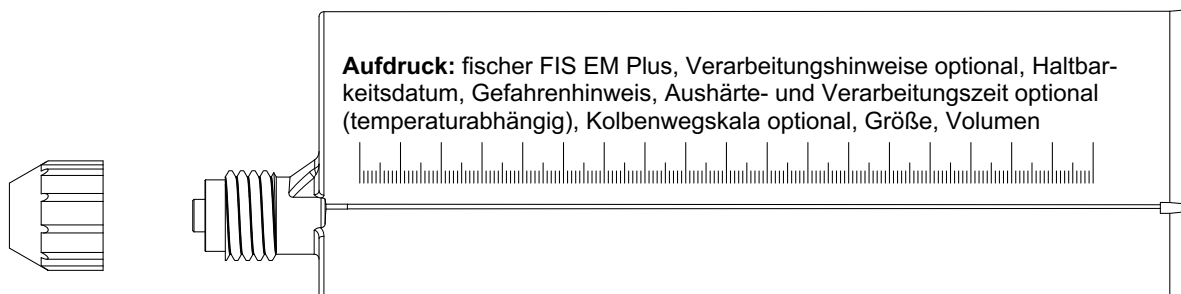 Aufdruck: fischer FIS EM Plus, Verarbeitungshinweise optional, Haltbar-
keitsdatum, Gefahrenhinweis, Aushärte- und Verarbeitungszeit optional
(temperaturabhängig), Kolbenwegskala optional, Größe, Volumen